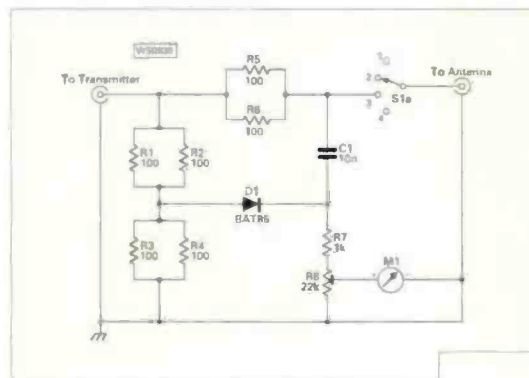 To Transmitter
R5
100
R6
100
1
2
3
4
S1a
To Antenna
R1
100
R2
100
C1
10n
D1
R3
100
R4
100
R7
1k
R8
22k
M1